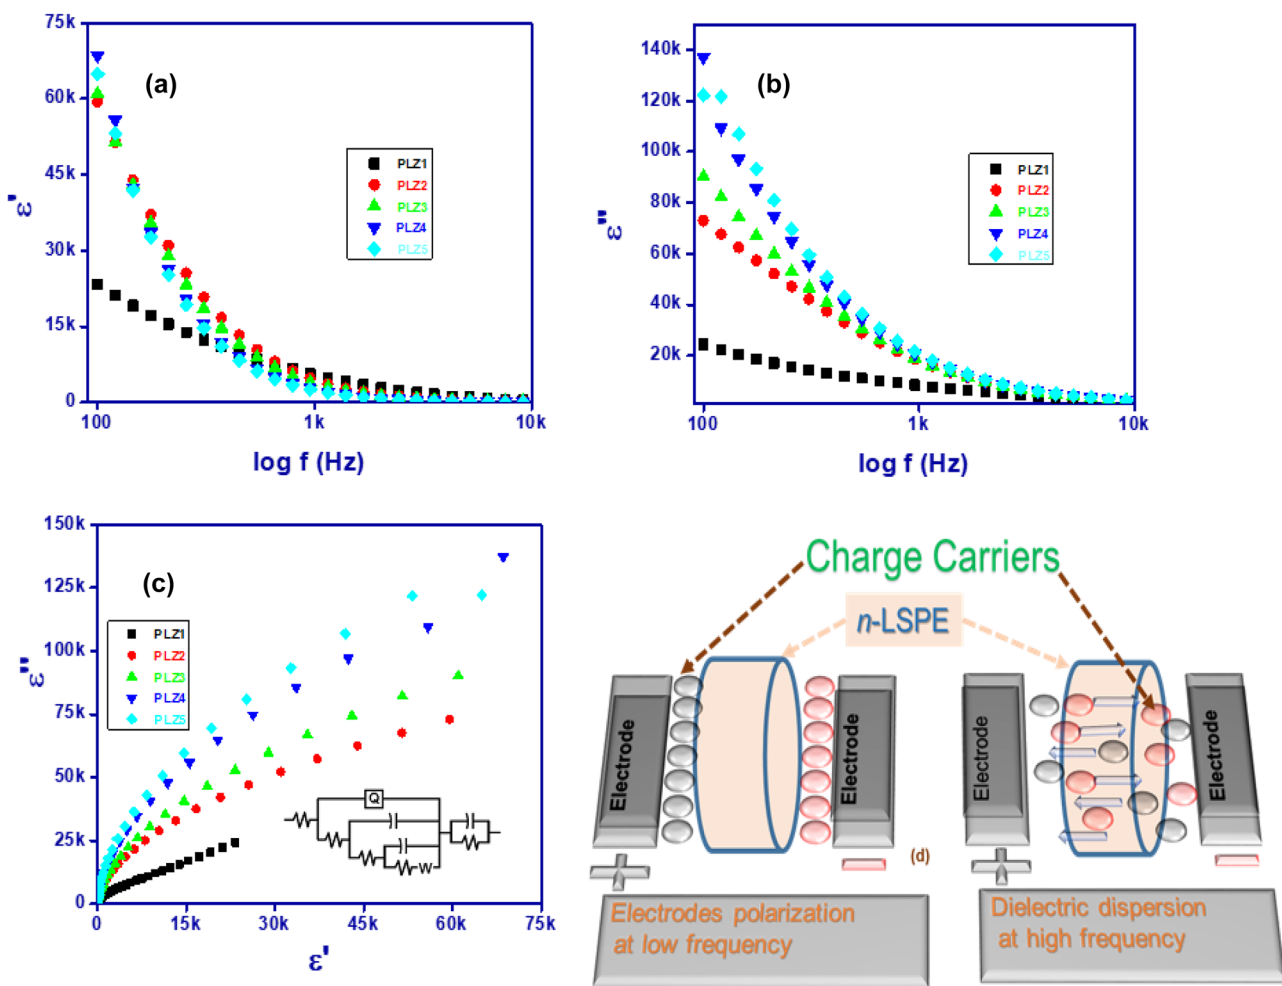 75k
60k
45k
30k
15k
0
ε'
(a)
PLZ1
PLZ2
PLZ3
PLZ4
PLZ5
100
1k
10k
log f (Hz)
140k
120k
100k
80k
60k
40k
20k
ε''
(b)
PLZ1
PLZ2
PLZ3
PLZ4
PLZ5
100
1k
10k
log f (Hz)
150k
125k
100k
75k
50k
25k
0
ε''
(c)
PLZ1
PLZ2
PLZ3
PLZ4
PLZ5
Q
W
0
15k
30k
45k
60k
75k
ε'
Charge Carriers
n-LSPE
Electrode
Electrode
Electrode
Electrode
(d)
Electrodes polarization
at low frequency
Dielectric dispersion
at high frequency